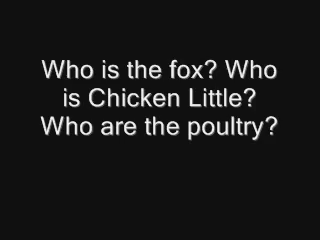 Who is the fox? Who
is Chicken Little?
Who are the poultry?